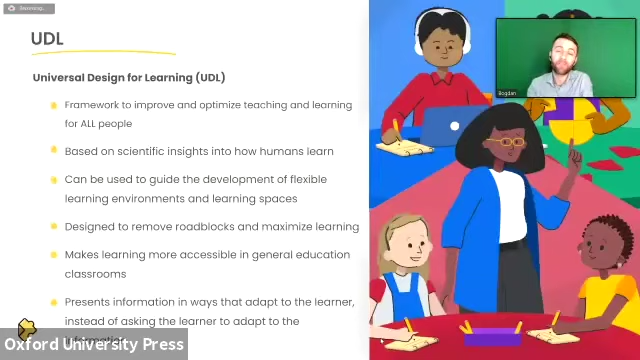 UDL
Universal Design for Learning (UDL)
Framework to improve and optimize teaching and learning
for ALL people
Based on scientific insights into how humans learn
Can be used to guide the development of flexible
learning environments and learning spaces
Designed to remove roadblocks and maximize learning
Makes learning more accessible in general education
classrooms
Presents information in ways that adapt to the learner,
instead of asking the learner to adapt to the
Oxford University Press
Bogdan